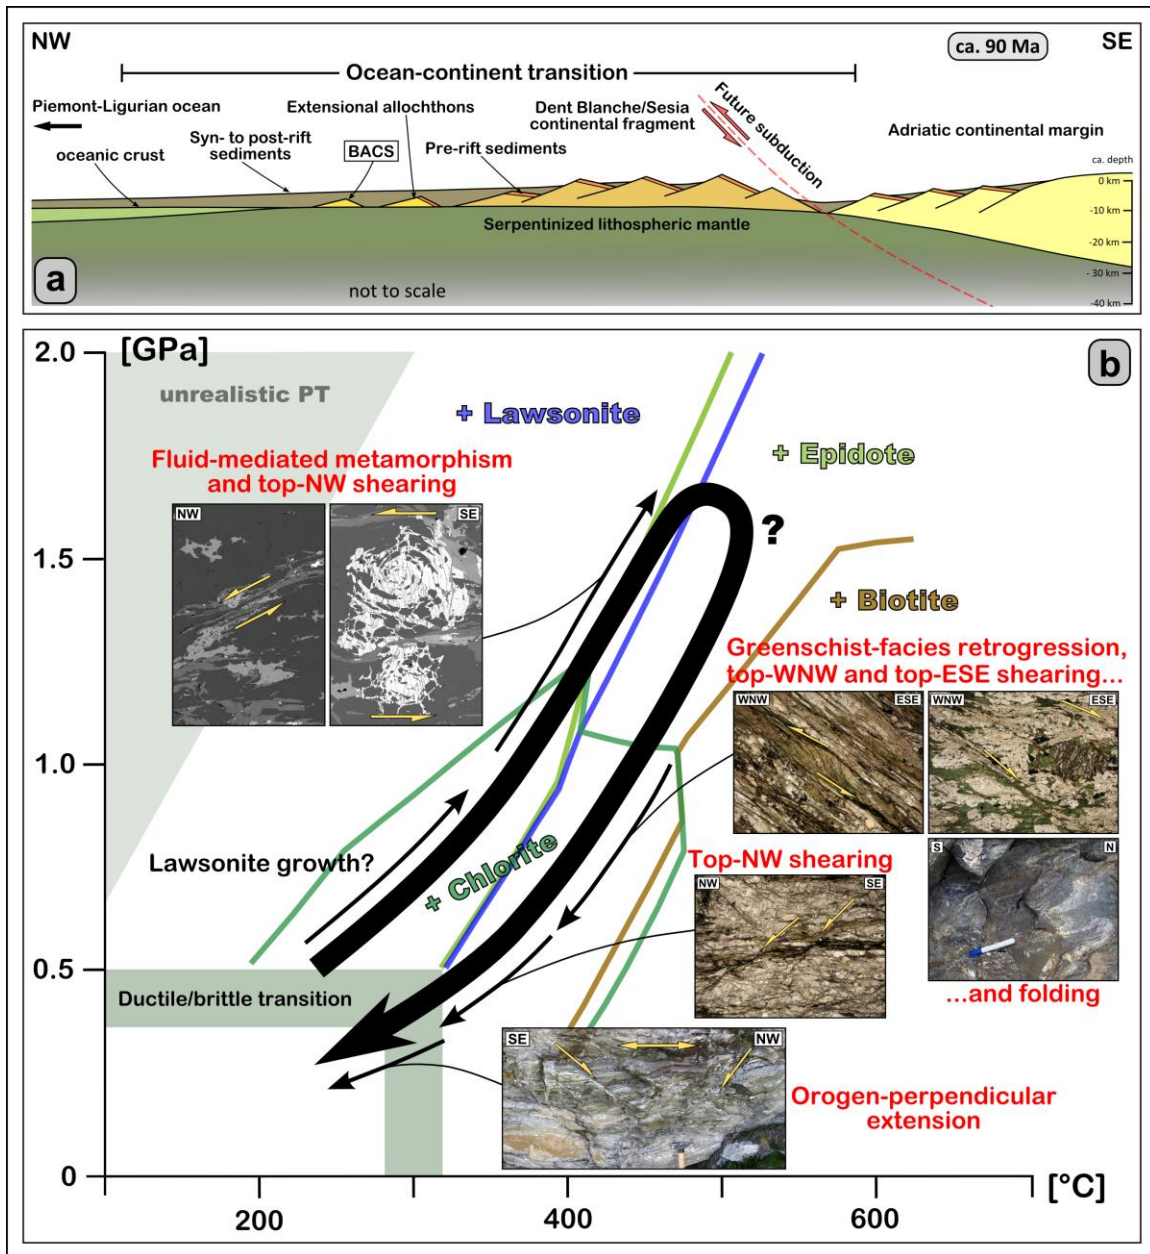 NW
ca. 90 Ma
SE
Ocean-continent transition
Piemont-Ligurian ocean
Extensional allochthons
Dent Blanche/Sesia
continental fragment
Future subduction
Adriatic continental margin
Syn- to post-rift
sediments
BACS
Pre-rift sediments
oceanic crust
ca. depth
0 km
-10 km
-20 km
- 30 km
-40 km
Serpentinized lithospheric mantle
a
not to scale
2.0
[GPa]
b
unrealistic PT
+ Lawsonite
+ Epidote
Fluid-mediated metamorphism
and top-NW shearing
NW
SE
?
1.5
+ Biotite
Greenschist-facies retrogression,
top-WNW and top-ESE shearing...
WNW
ESE
WNW
ESE
1.0
Lawsonite growth?
+ Chlorite
Top-NW shearing
NW
SE
S
N
...and folding
0.5
Ductile/brittle transition
SE
NW
Orogen-perpendicular
extension
0
[°C]
200
400
600